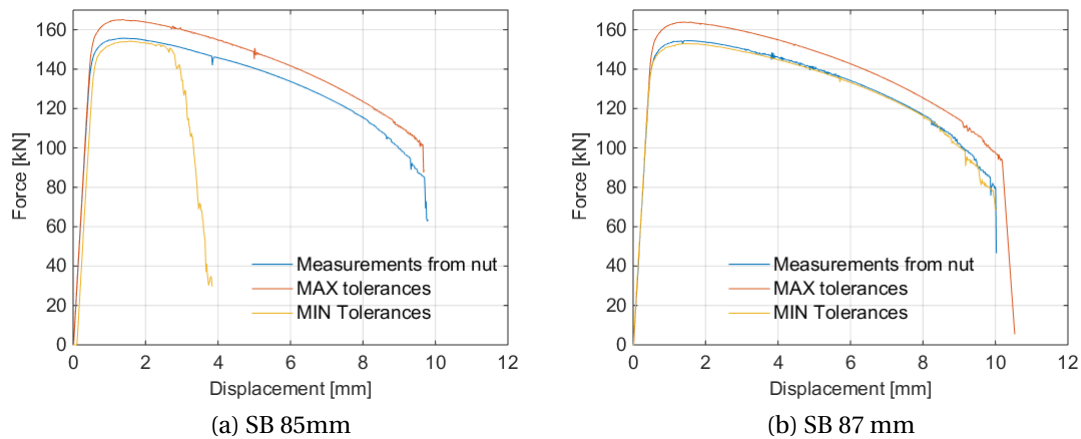 160
140
120
100
80
60
40
20
0
Force [kN]
Measurements from nut
MAX tolerances
MIN Tolerances
0 2 4 6 8 10 12
Displacement [mm]
(a) SB 85mm
160
140
120
100
80
60
40
20
0
Force [kN]
Measurements from nut
MAX tolerances
MIN Tolerances
0 2 4 6 8 10 12
Displacement [mm]
(b) SB 87 mm